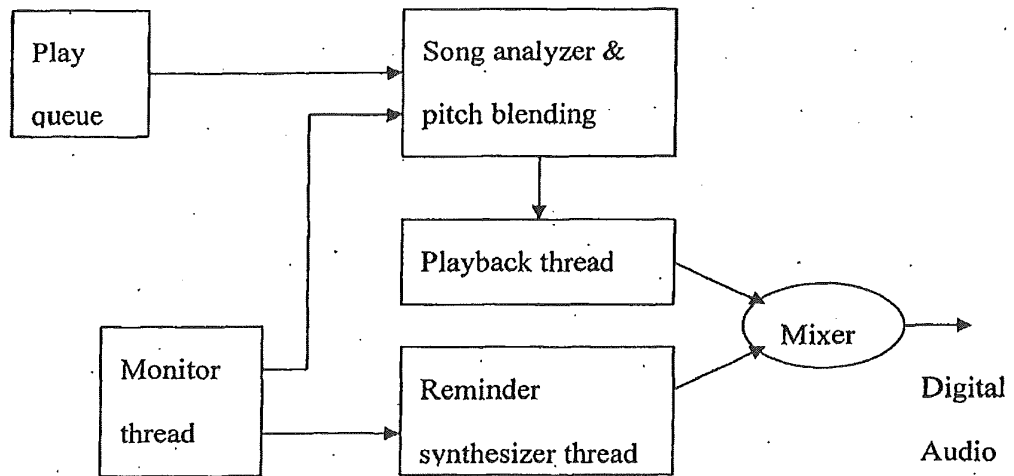 Play
queue
Song analyzer &
pitch blending
Playback thread
Mixer
Monitor
thread
Reminder
synthesizer thread
Digital
Audio